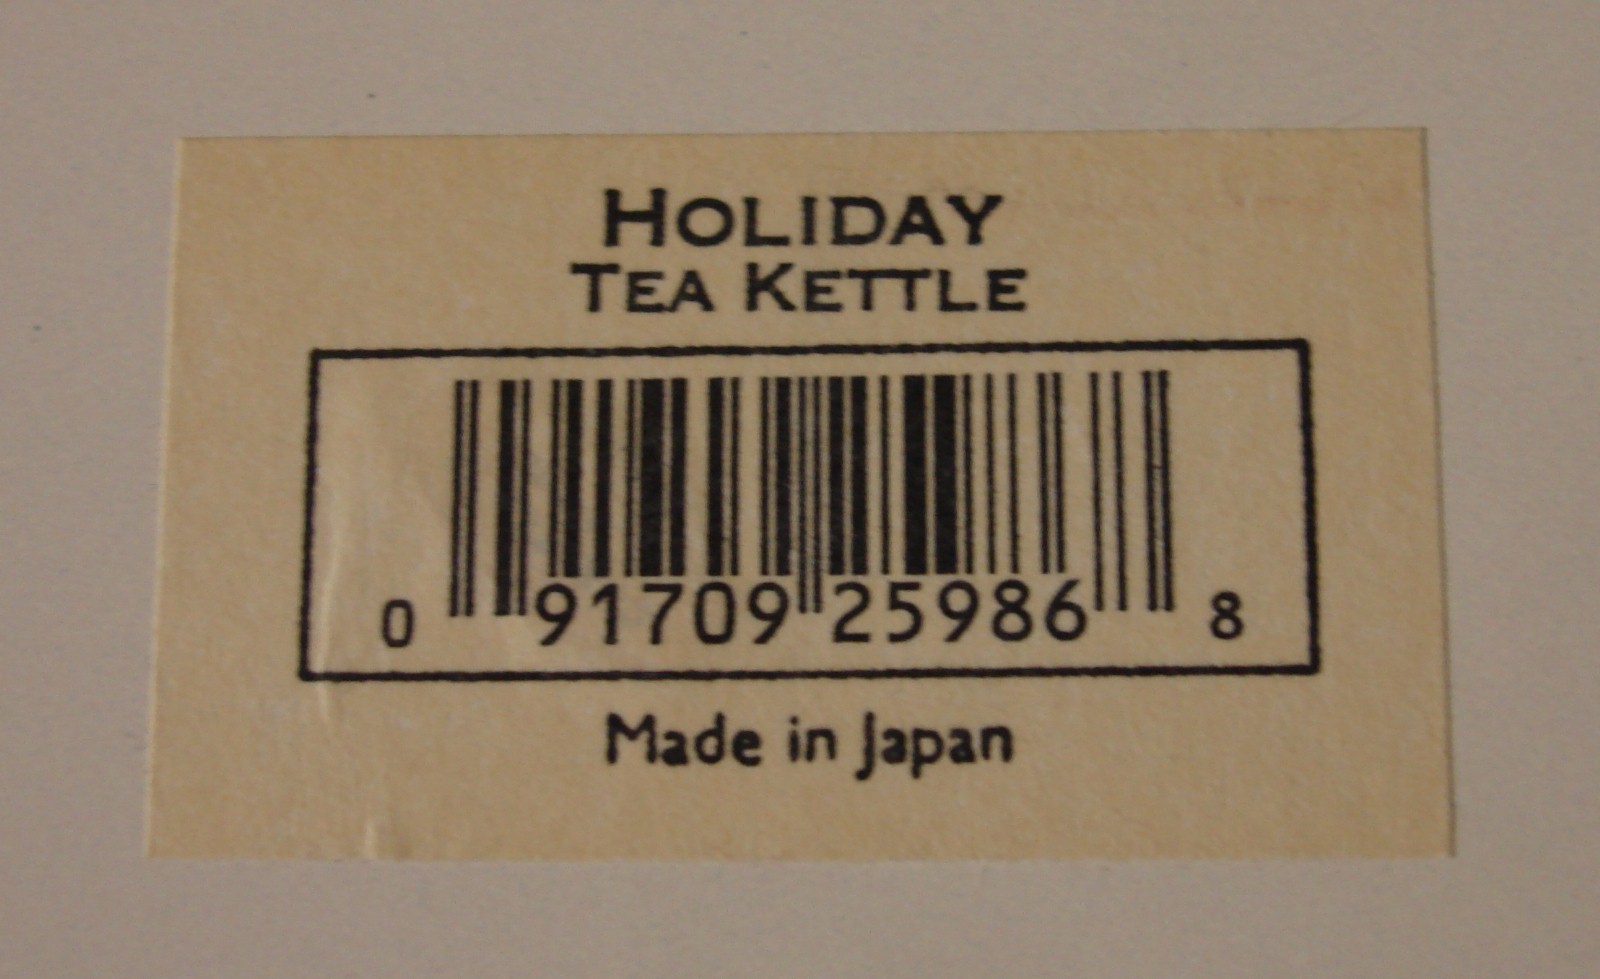 HOLIDAY
TEA KETTLE
0 91709 25986 8
Made in Japan